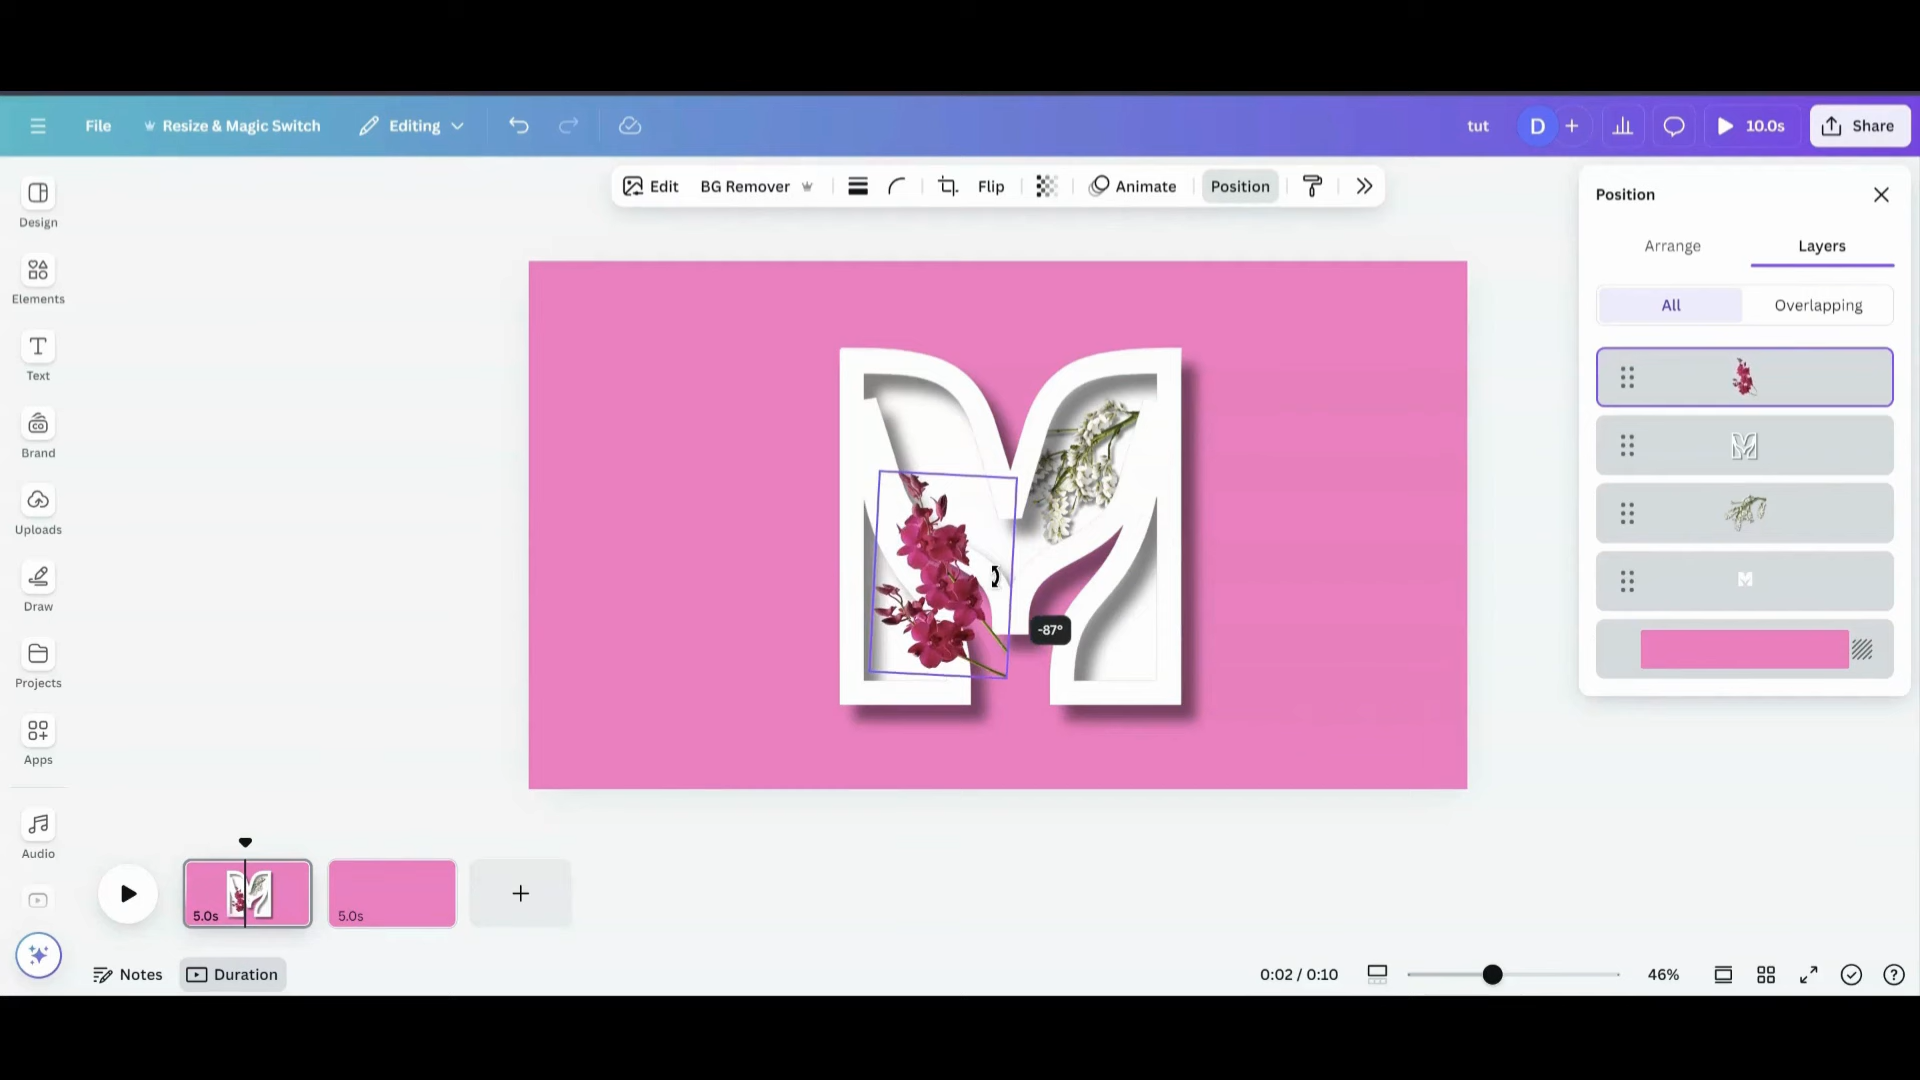 File
Resize & Magic Switch
Editing
tut
D
10.0s
Share
Edit
BG Remover
Flip
Animate
Position
Position
Arrange
Layers
All
Overlapping
Design
Elements
Text
Brand
Uploads
Draw
Projects
Apps
Audio
M
-87°
5.0s
5.0s
Notes
Duration
0:02 / 0:10
46%